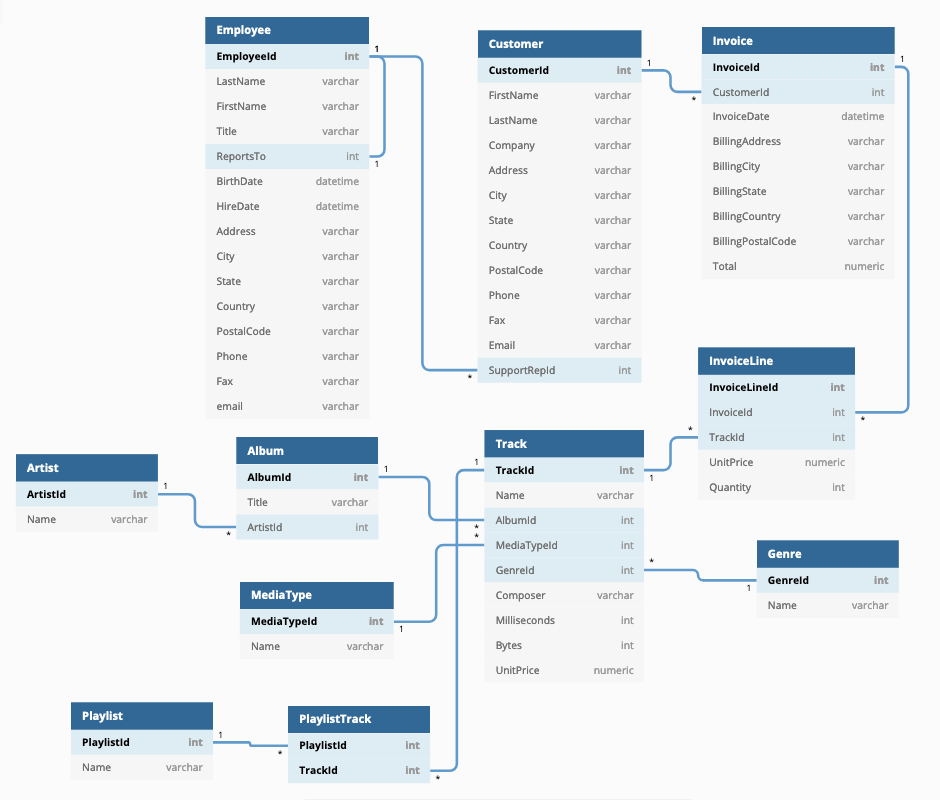 Employee
EmployeeId int
LastName varchar
FirstName varchar
Title varchar
ReportsTo int
BirthDate datetime
HireDate datetime
Address varchar
City varchar
State varchar
Country varchar
PostalCode varchar
Phone varchar
Fax varchar
email varchar
1
1
Customer
CustomerId int
FirstName varchar
LastName varchar
Company varchar
Address varchar
City varchar
State varchar
Country varchar
PostalCode varchar
Phone varchar
Fax varchar
Email varchar
SupportRepId int
*
1
*
Invoice
InvoiceId int
CustomerId int
InvoiceDate datetime
BillingAddress varchar
BillingCity varchar
BillingState varchar
BillingCountry varchar
BillingPostalCode varchar
Total numeric
1
InvoiceLine
InvoiceLineId int
InvoiceId int
TrackId int
UnitPrice numeric
Quantity int
*
*
Artist
ArtistId int
Name varchar
1
*
Album
AlbumId int
Title varchar
ArtistId int
1
Track
TrackId int
Name varchar
AlbumId int
MediaTypeId int
GenreId int
Composer varchar
Milliseconds int
Bytes int
UnitPrice numeric
1
1
*
*
*
Genre
GenreId int
Name varchar
1
MediaType
MediaTypeId int
Name varchar
1
Playlist
PlaylistId int
Name varchar
1
*
PlaylistTrack
PlaylistId int
TrackId int
*